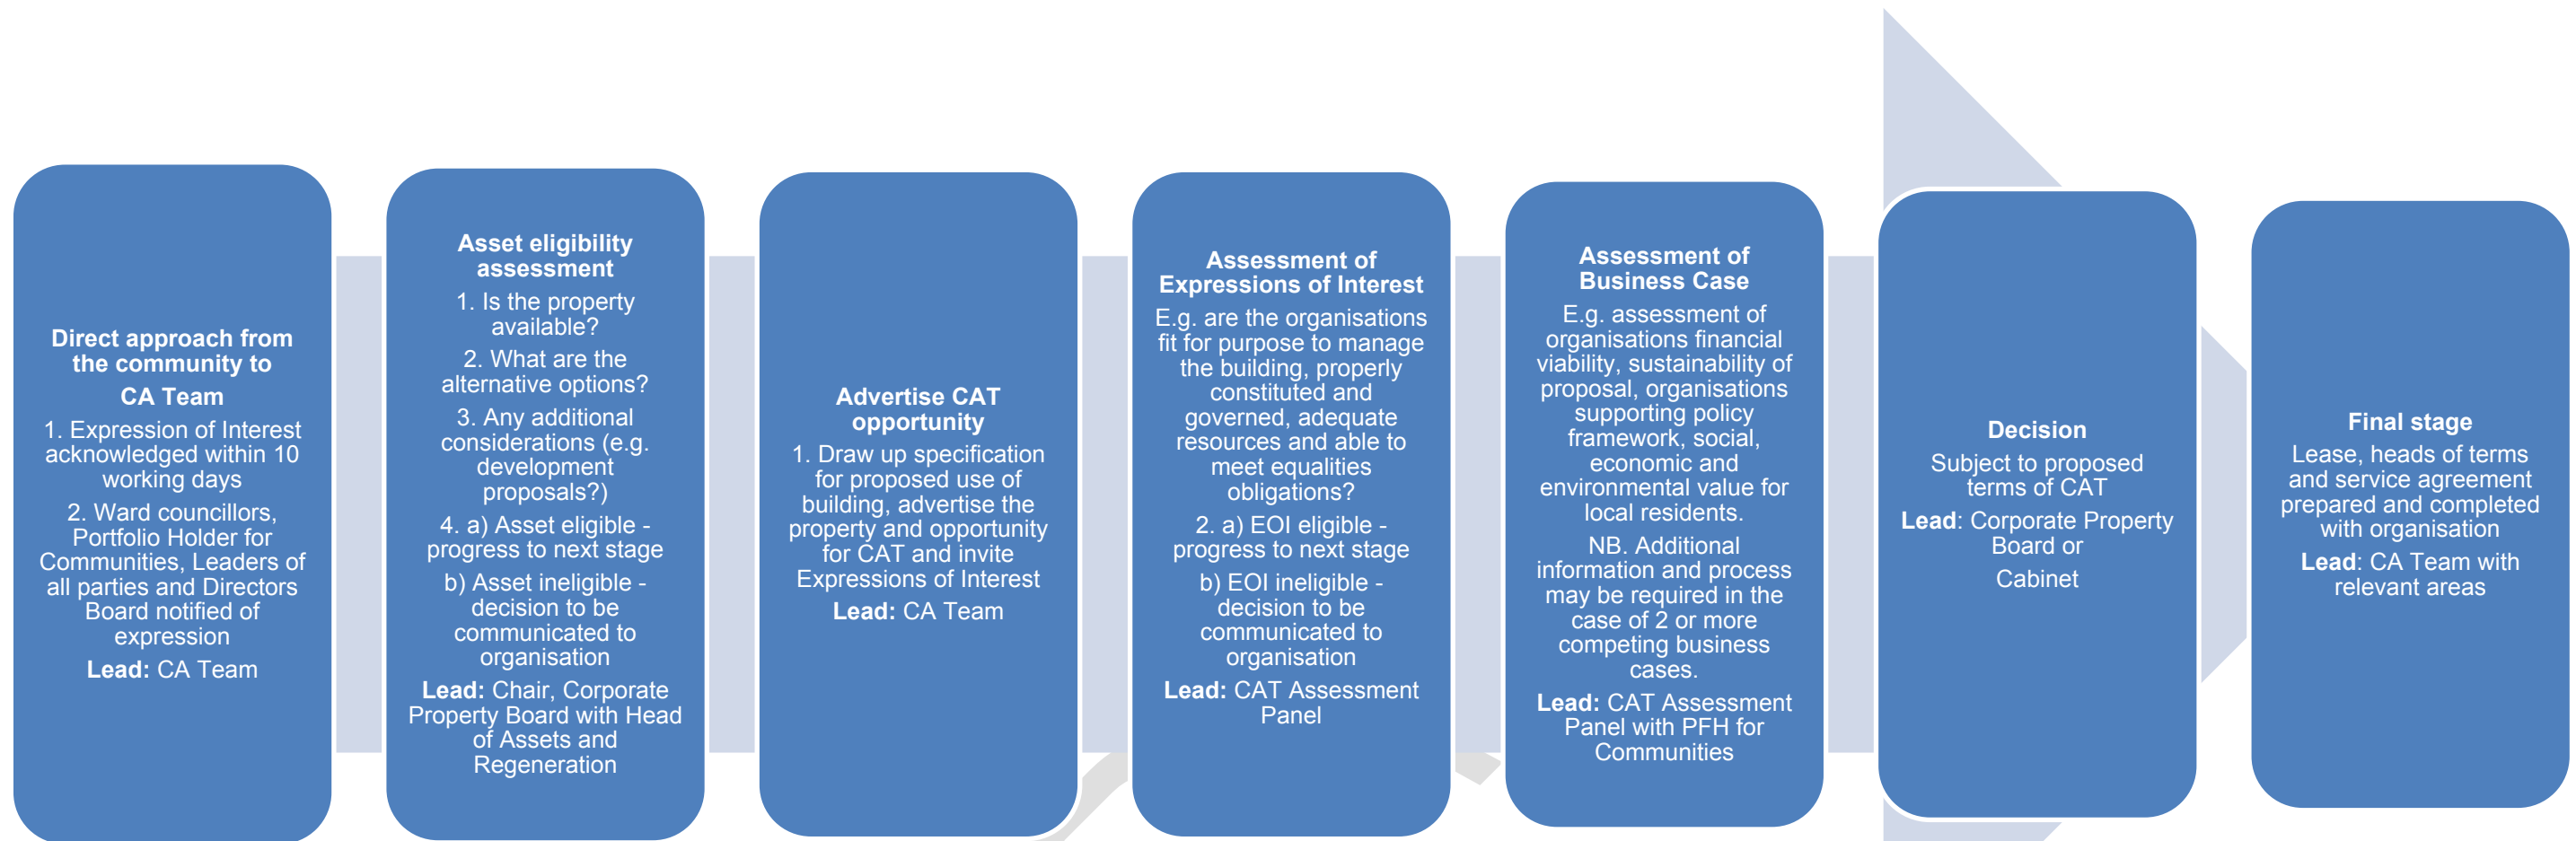 Direct approach from
the community to
CA Team
1. Expression of Interest
acknowledged within 10
working days
2. Ward councillors,
Portfolio Holder for
Communities, Leaders of
all parties and Directors
Board notified of
expression
Lead: CA Team
Asset eligibility
assessment
1. Is the property
available?
2. What are the
alternative options?
3. Any additional
considerations (e.g.
development
proposals?)
4. a) Asset eligible -
progress to next stage
b) Asset ineligible -
decision to be
communicated to
organisation
Lead: Chair, Corporate
Property Board with Head
of Assets and
Regeneration
Advertise CAT
opportunity
1. Draw up specification
for proposed use of
building, advertise the
property and opportunity
for CAT and invite
Expressions of Interest
Lead: CA Team
Assessment of
Expressions of Interest
E.g. are the organisations
fit for purpose to manage
the building, properly
constituted and
governed, adequate
resources and able to
meet equalities
obligations?
2. a) EOI eligible -
progress to next stage
b) EOI ineligible -
decision to be
communicated to
organisation
Lead: CAT Assessment
Panel
Assessment of
Business Case
E.g. assessment of
organisations financial
viability, sustainability of
proposal, organisations
supporting policy
framework, social,
economic and
environmental value for
local residents.
NB. Additional
information and process
may be required in the
case of 2 or more
competing business
cases.
Lead: CAT Assessment
Panel with PFH for
Communities
Decision
Subject to proposed
terms of CAT
Lead: Corporate Property
Board or
Cabinet
Final stage
Lease, heads of terms
and service agreement
prepared and completed
with organisation
Lead: CA Team with
relevant areas